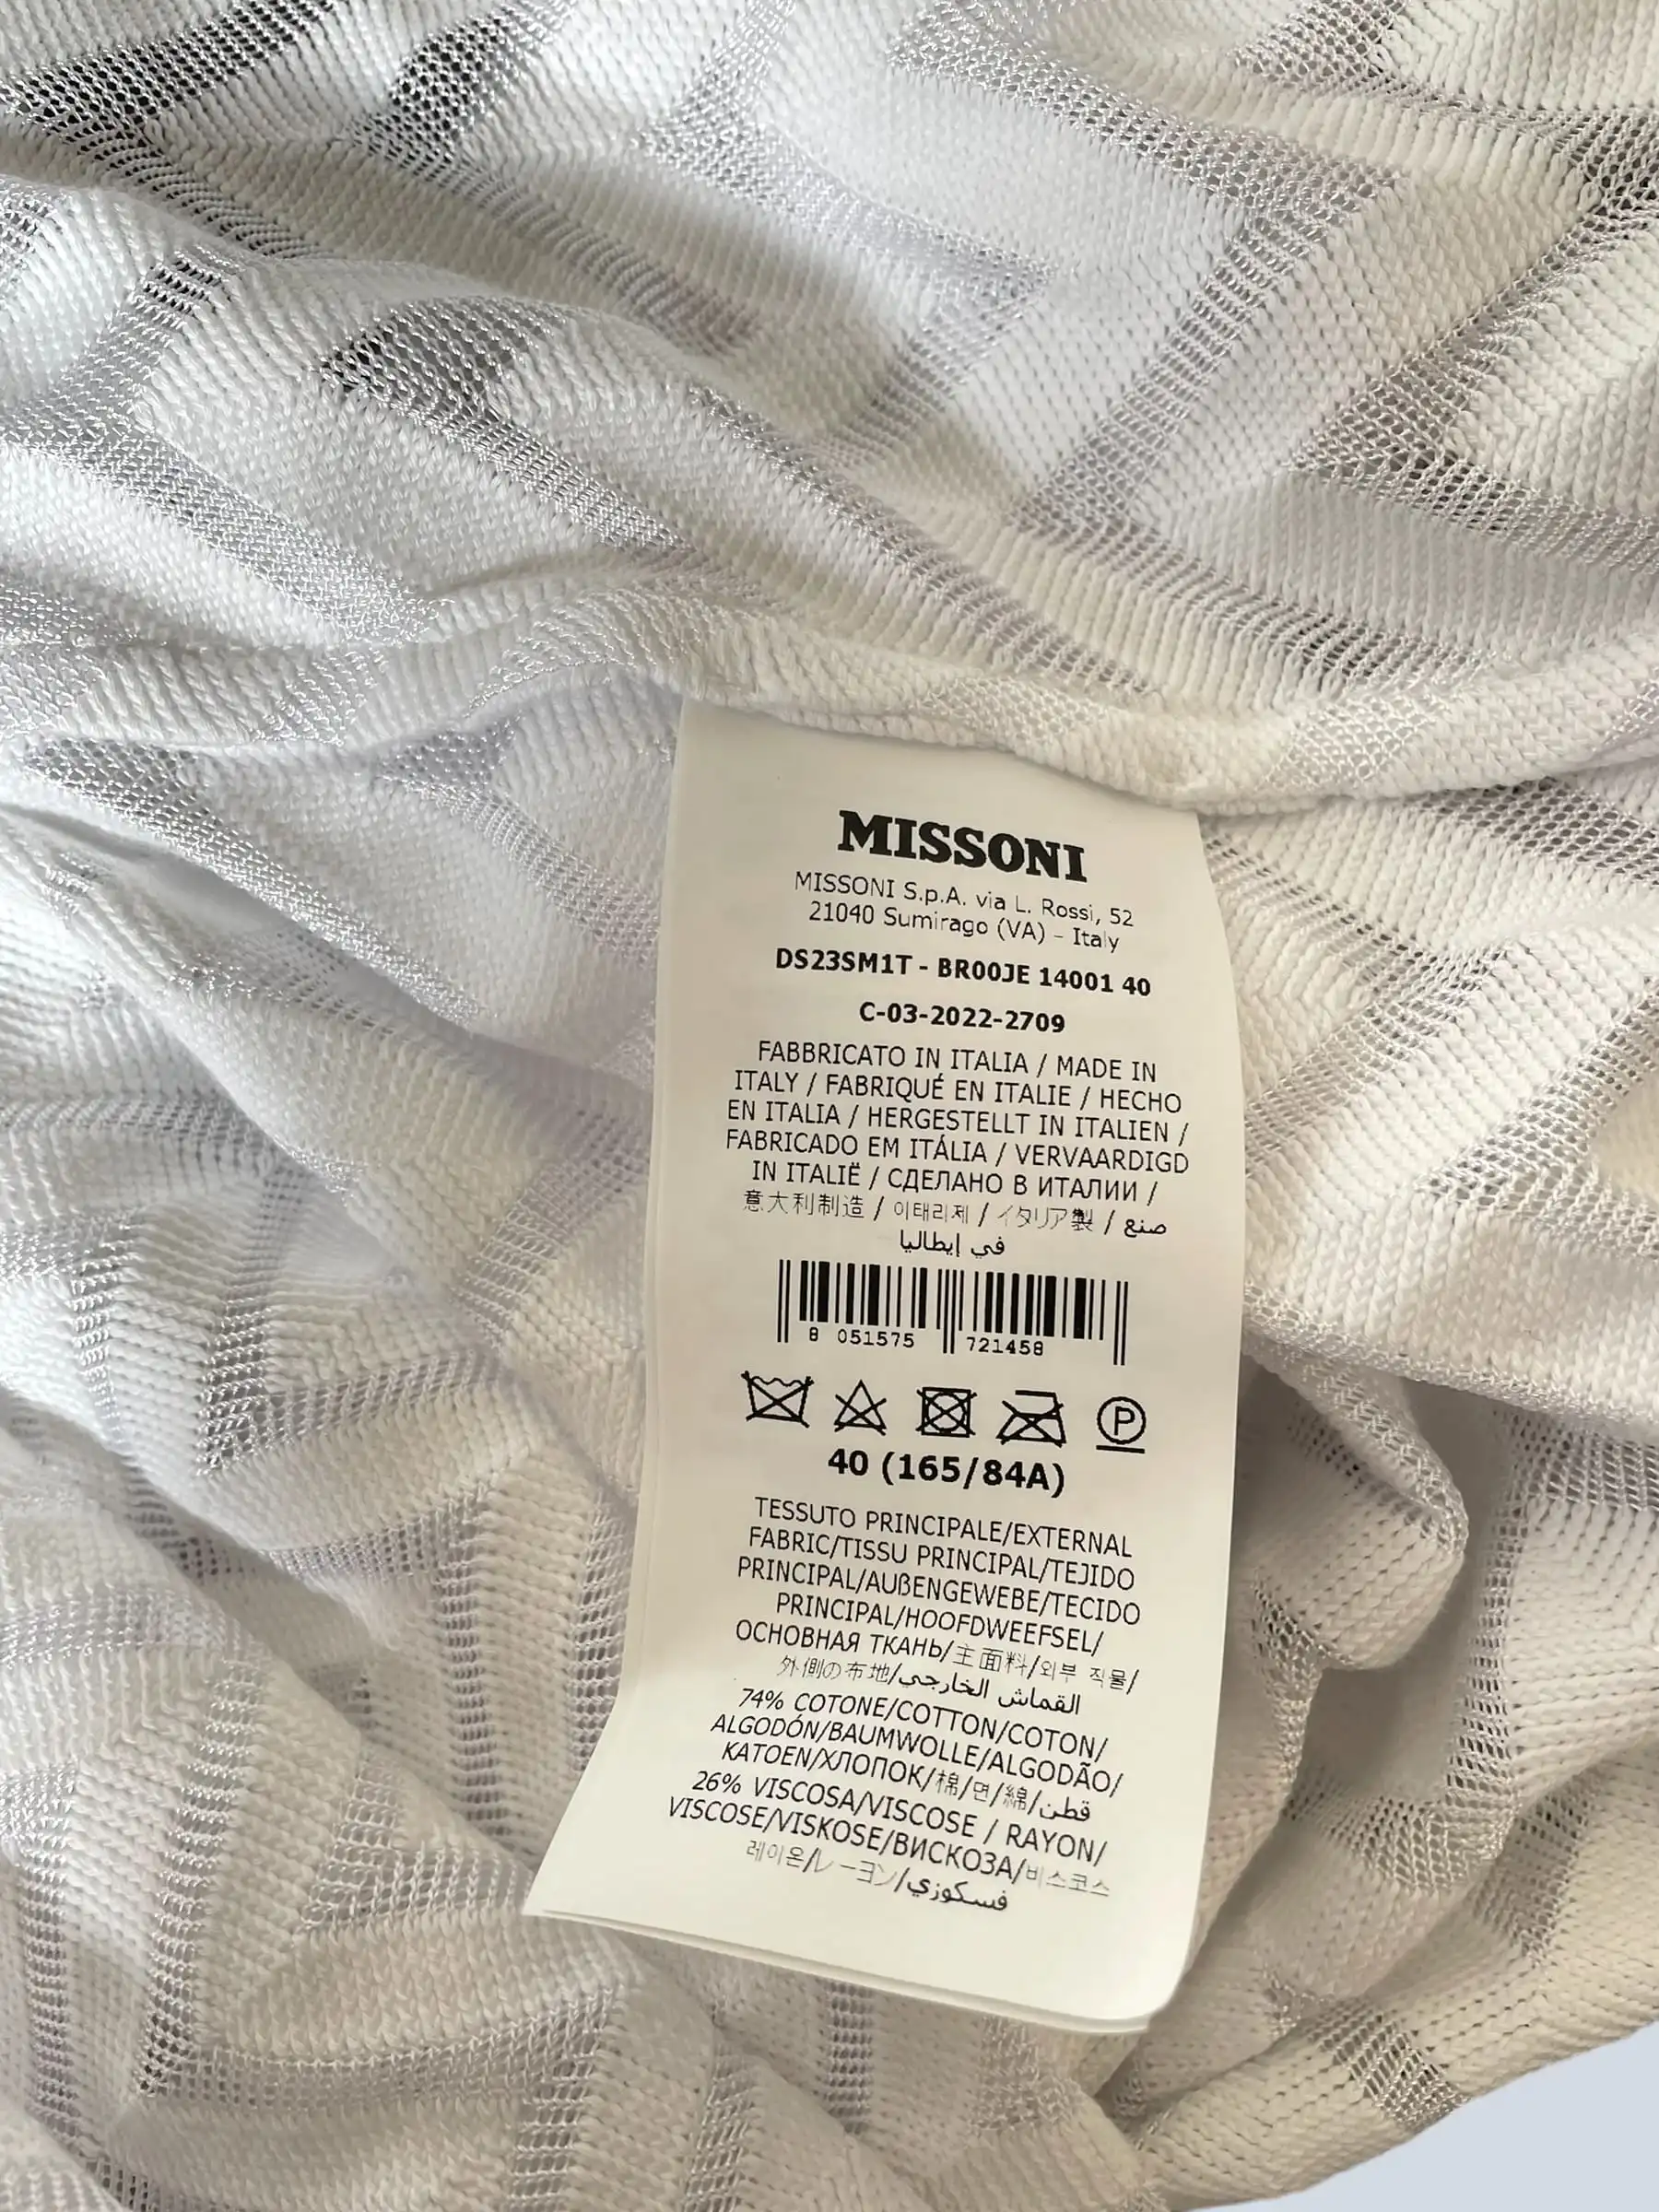 MISSONI
MISSONI S.p.A. via L. Rossi, 52
21040 Sumirago (VA) - Italy
DS23SM1T - BR00JE 14001 40
C-03-2022-2709
FABBRICATO IN ITALIA / MADE IN
ITALY / FABRIQUÉ EN ITALIE / HECHO
EN ITALIA / HERGESTELLT IN ITALIEN /
FABRICADO EM ITÁLIA / VERVAARDIGD
IN ITALIË / СДЕЛАНО В ИТАЛИИ /
意大利制造 / 이태리제 / イタリア製 / صنع
في إيطاليا
8 051575 721458
P
40 (165/84A)
TESSUTO PRINCIPALE/EXTERNAL
FABRIC/TISSU PRINCIPAL/TEJIDO
PRINCIPAL/AUßENGEWEBE/TECIDO
PRINCIPAL/HOOFDWEEFSEL/
ОСНОВНАЯ ТКАНЬ/主面料/외부 직물/
外側の布地/القماش الخارجي
74% COTONE/COTTON/COTON/
ALGODÓN/BAUMWOLLE/ALGODÃO/
KATOEN/ХЛОПОК/棉/면/綿/قطن
26% VISCOSA/VISCOSE / RAYON/
VISCOSE/VISKOSE/ВИСКОЗА/비스코스
레이온/レーヨン/فسكوزي